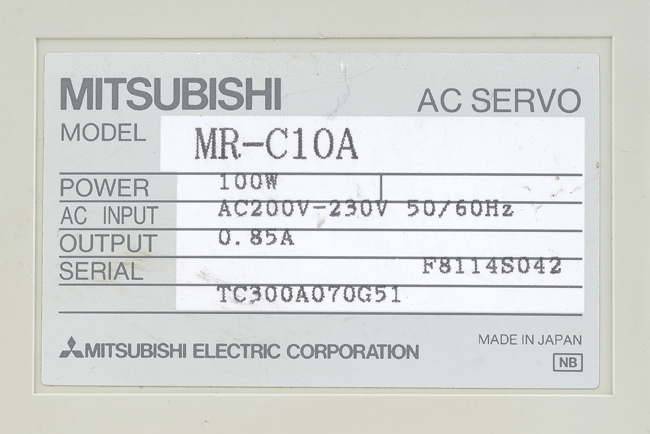 MITSUBISHI AC SERVO
MODEL MR-C10A
POWER 100W
AC INPUT AC200V-230V 50/60Hz
OUTPUT 0.85A
SERIAL F8114S042
TC300A070G51
MITSUBISHI ELECTRIC CORPORATION MADE IN JAPAN
NB